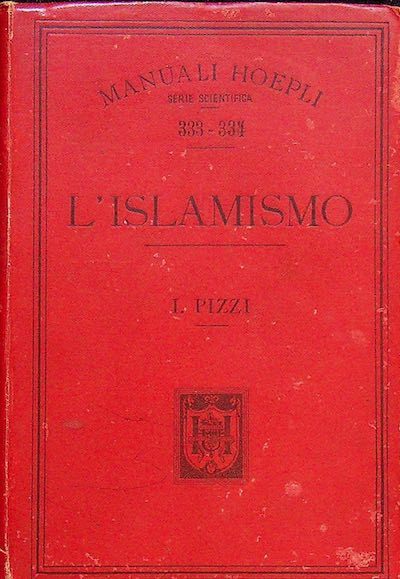 MANUALI HOEPLI
SERIE SCIENTIFICA
333-334
L'ISLAMISMO
I. PIZZI